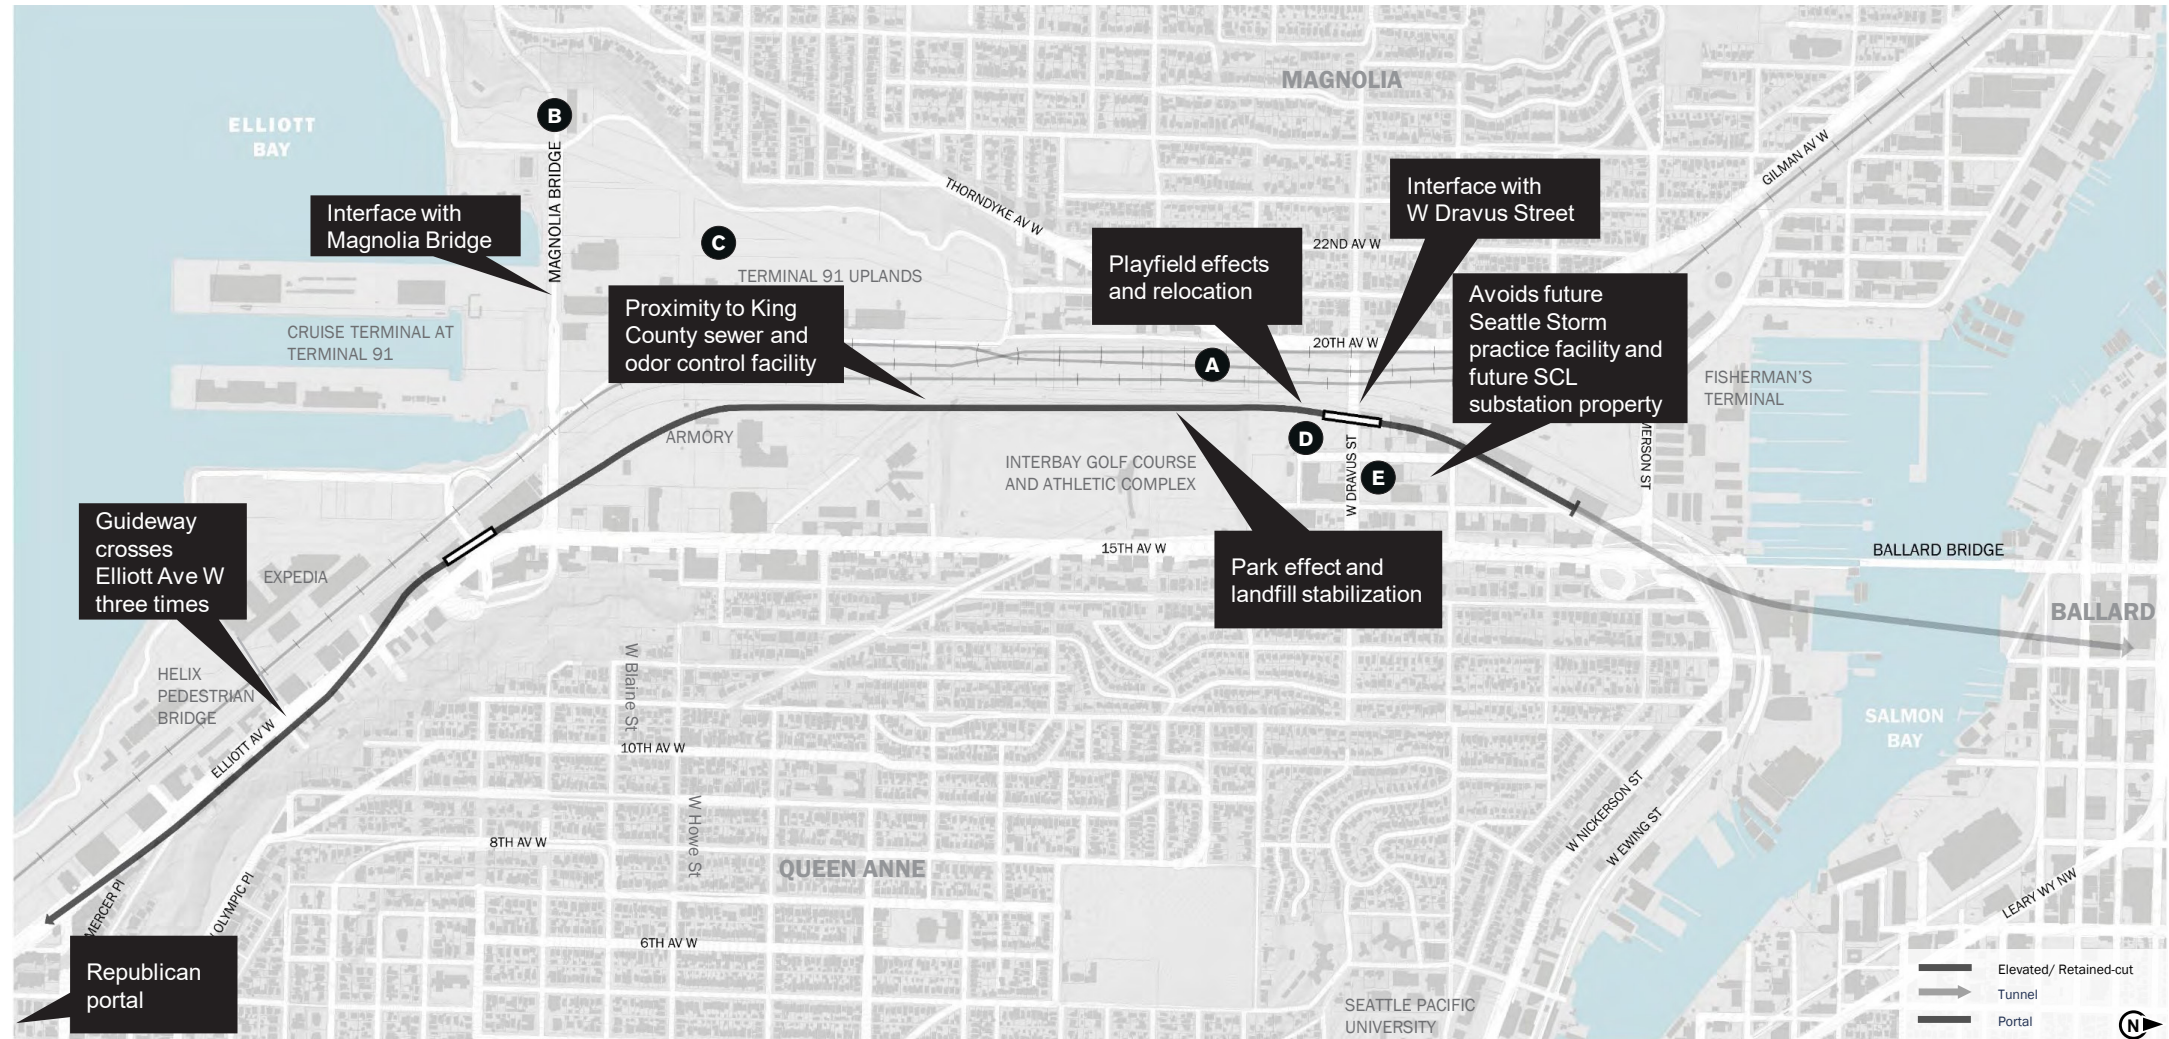 MAGNOLIA
ELLIOTT
BAY
B
MAGNOLIA BRIDGE
THORNDYKE AV W
GILMAN AV W
Interface with
Magnolia Bridge
C
TERMINAL 91 UPLANDS
Interface with
W Dravus Street
22ND AV W
Playfield effects
and relocation
Proximity to King
County sewer and
odor control facility
Avoids future
Seattle Storm
practice facility and
future SCL
substation property
CRUISE TERMINAL AT
TERMINAL 91
20TH AV W
A
FISHERMAN'S
TERMINAL
ARMORY
D
W DRAVUS ST
E
MERSON ST
INTERBAY GOLF COURSE
AND ATHLETIC COMPLEX
Guideway
crosses
Elliott Ave W
three times
EXPEDIA
15TH AV W
BALLARD BRIDGE
Park effect and
landfill stabilization
BALLARD
HELIX
PEDESTRIAN
BRIDGE
ELLIOTT AV W
W Blaine St
10TH AV W
SALMON
BAY
W Howe St
8TH AV W
QUEEN ANNE
W NICKERSON ST
W EWING ST
MERCER Pl
OLYMPIC Pl
LEARY WY NW
6TH AV W
Republican
portal
SEATTLE PACIFIC
UNIVERSITY
Elevated/ Retained-cut
Tunnel
Portal
N